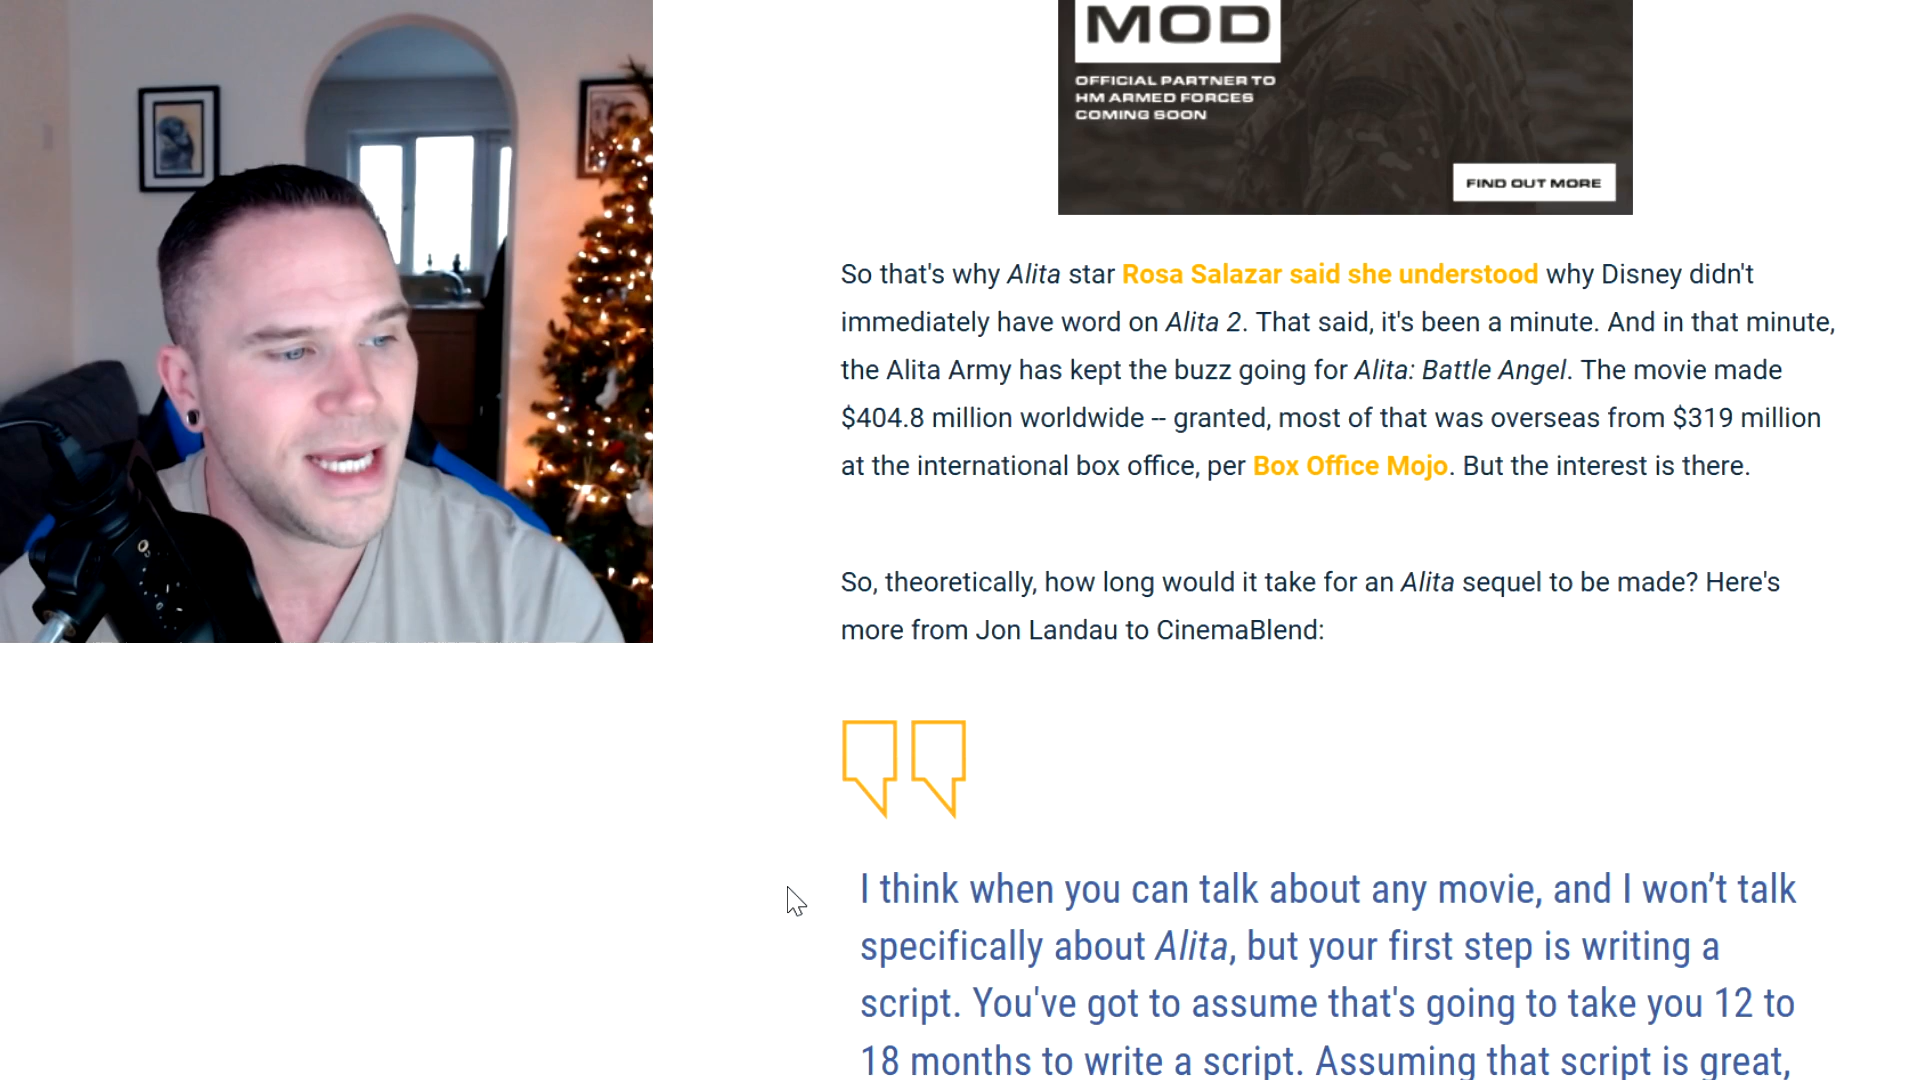 MOD
OFFICIAL PARTNER TO
HM ARMED FORCES
COMING SOON
FIND OUT MORE
So that's why Alita star Rosa Salazar said she understood why Disney didn't
immediately have word on Alita 2. That said, it's been a minute. And in that minute,
the Alita Army has kept the buzz going for Alita: Battle Angel. The movie made
$404.8 million worldwide -- granted, most of that was overseas from $319 million
at the international box office, per Box Office Mojo. But the interest is there.
So, theoretically, how long would it take for an Alita sequel to be made? Here's
more from Jon Landau to CinemaBlend:
I think when you can talk about any movie, and I won’t talk
specifically about Alita, but your first step is writing a
script. You've got to assume that's going to take you 12 to
18 months to write a script. Assuming that script is great,